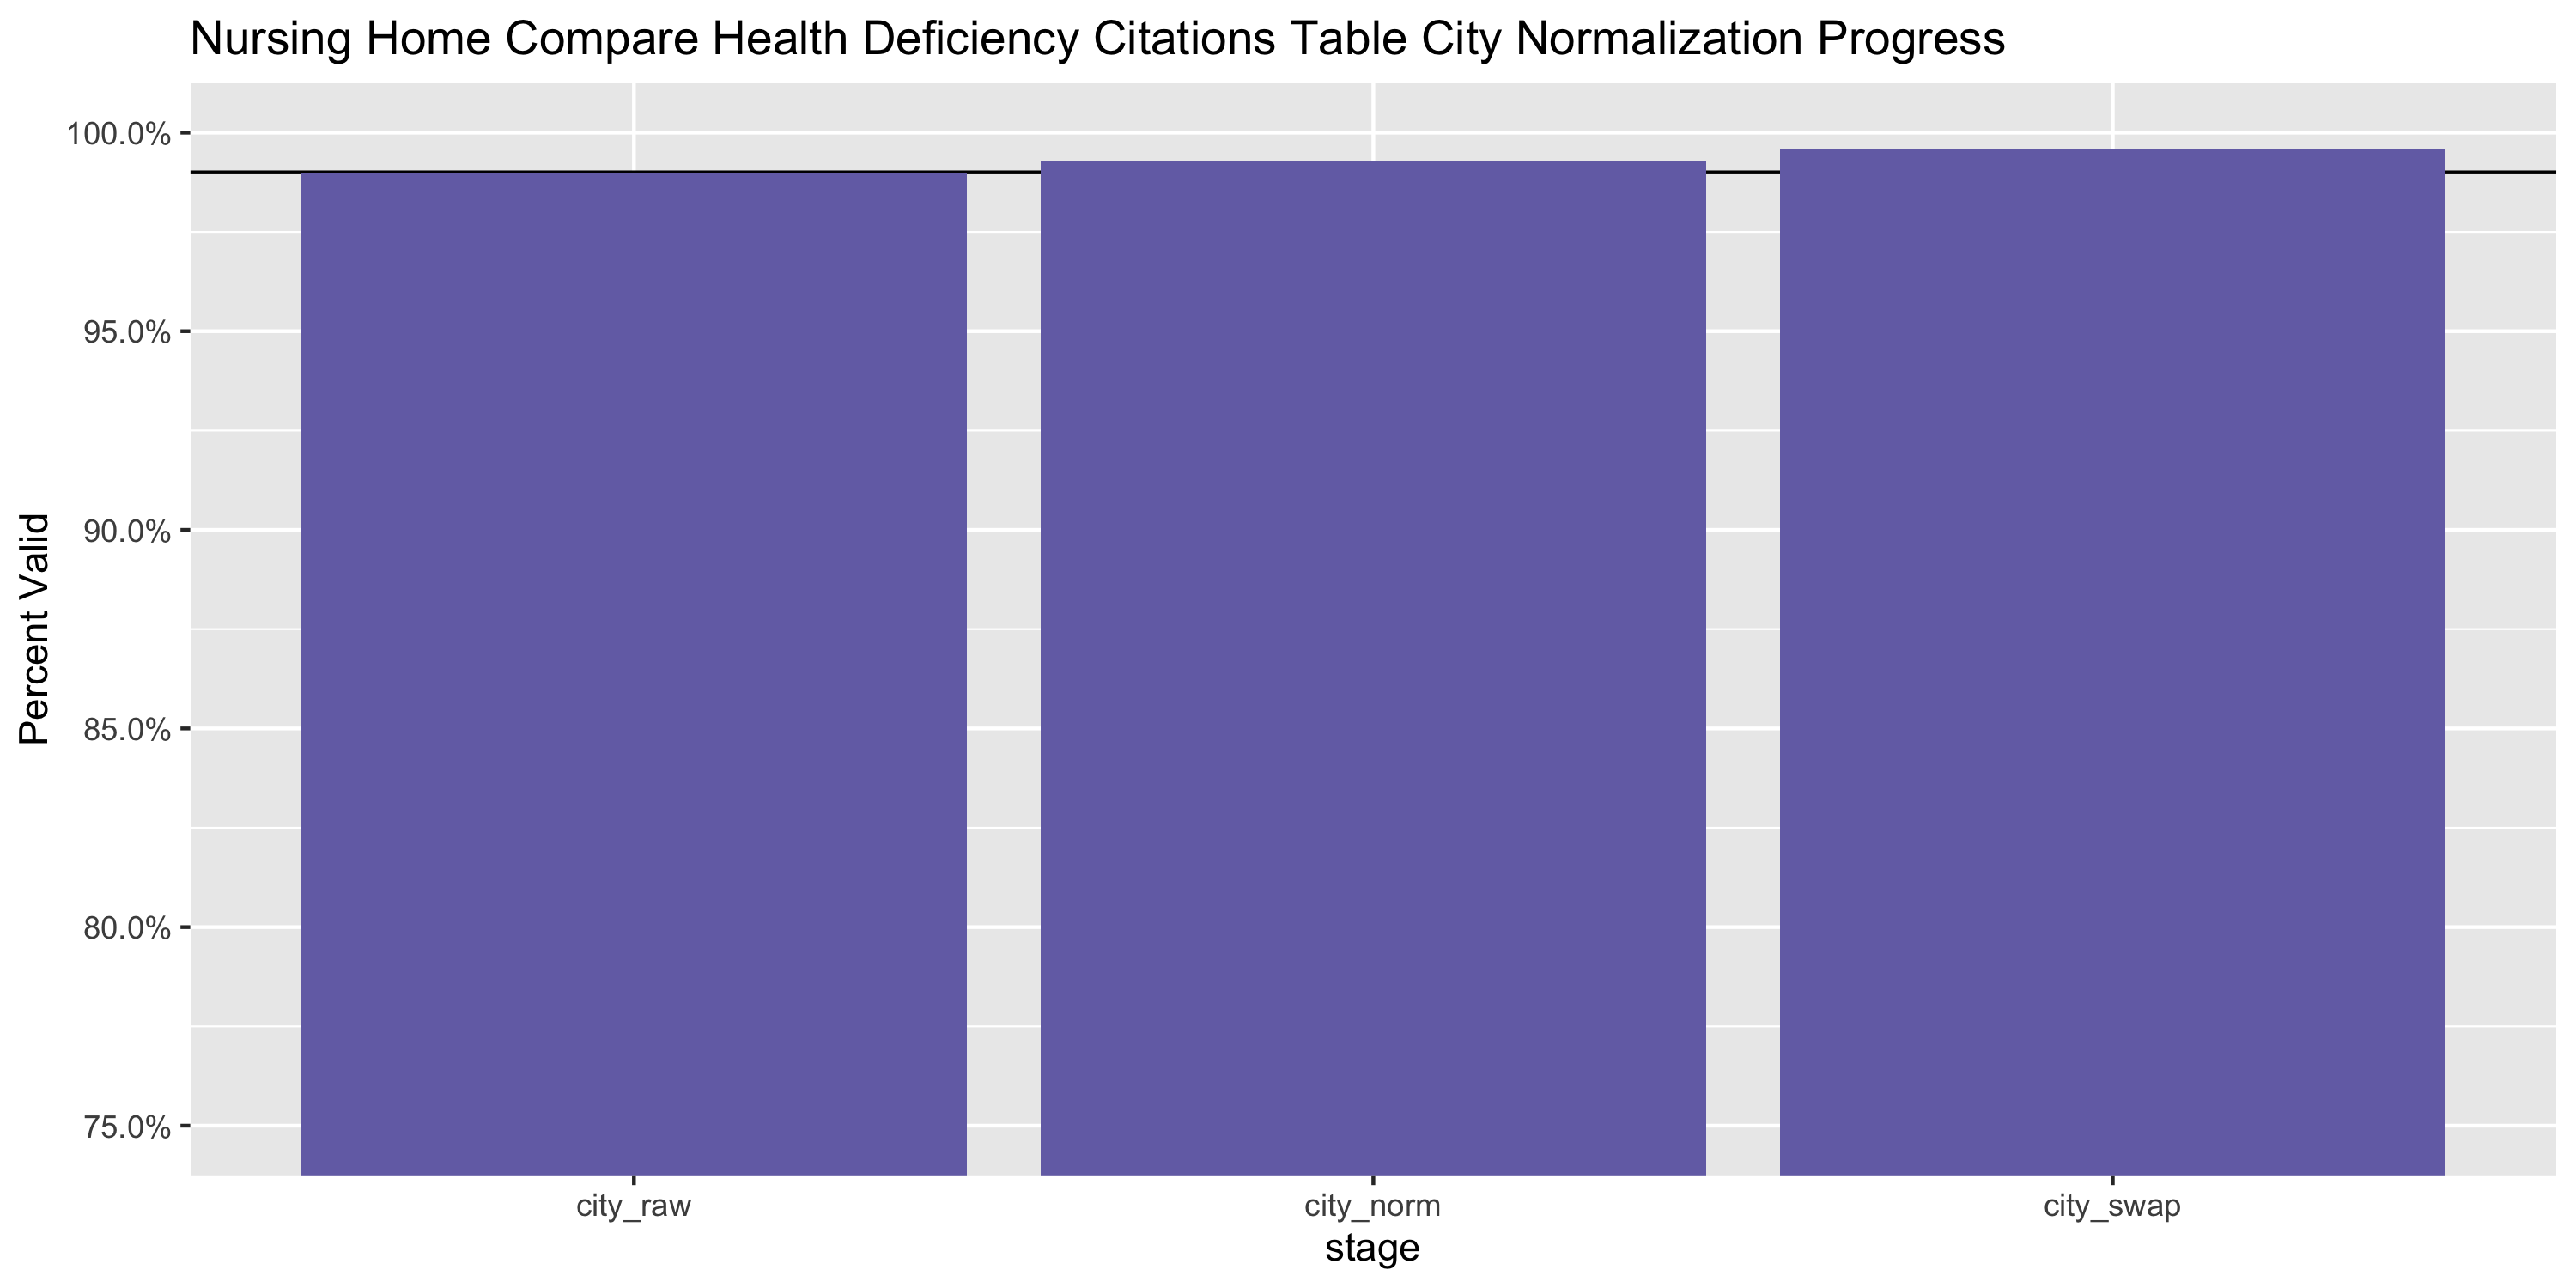 Nursing Home Compare Health Deficiency Citations Table City Normalization Progress
Percent Valid
100.0%
95.0%
90.0%
85.0%
80.0%
75.0%
city_raw
city_norm
city_swap
stage